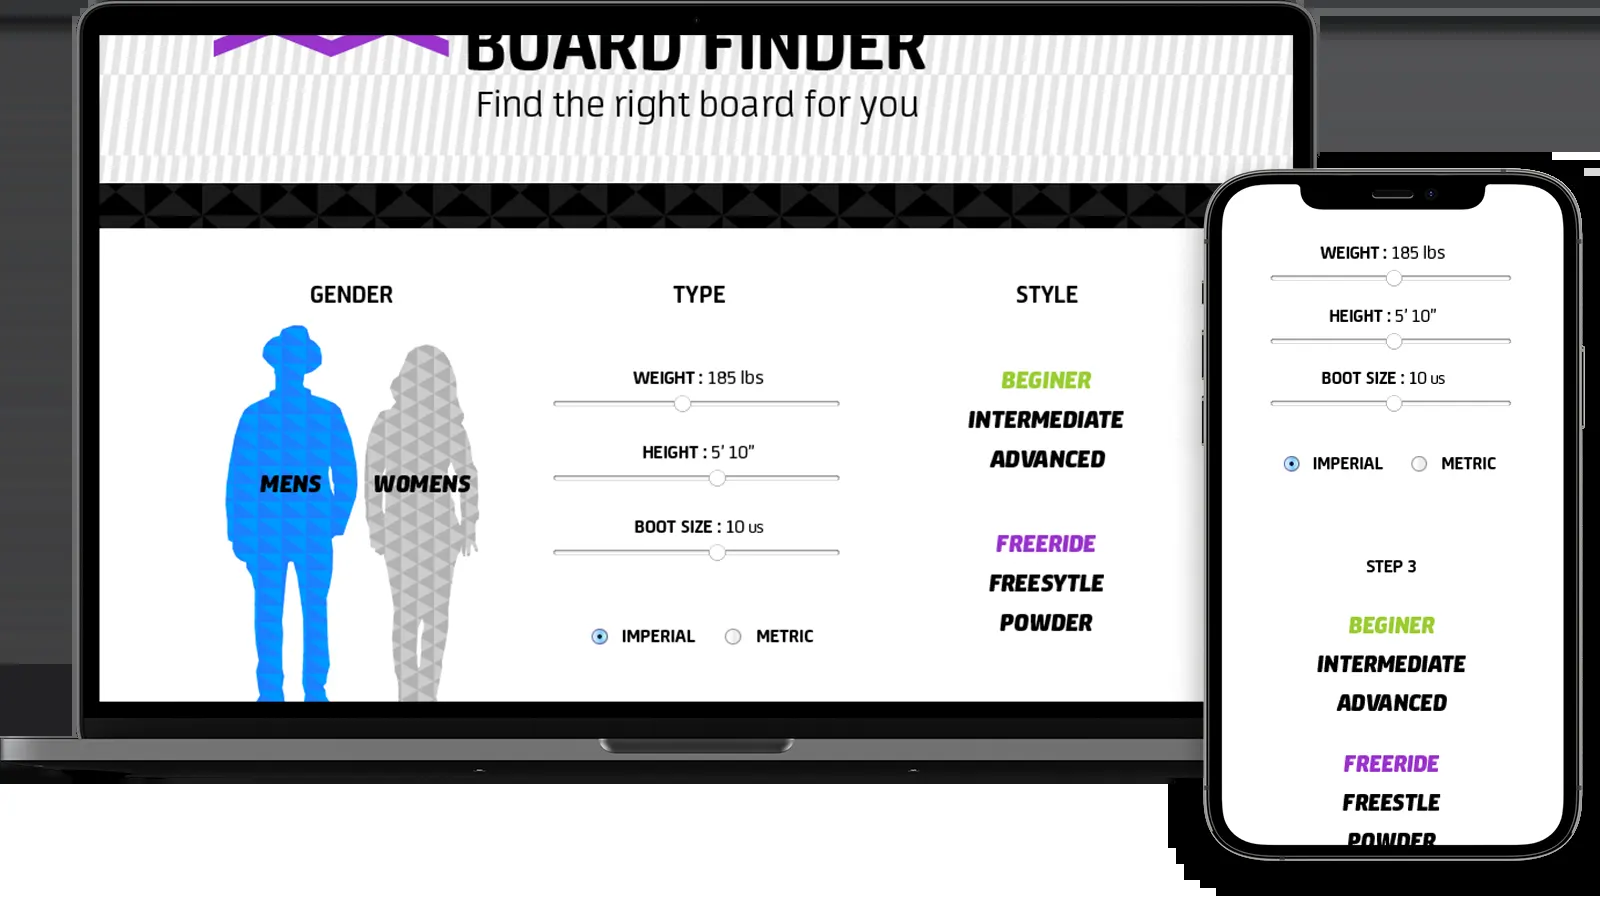 BOARD FINDER
Find the right board for you
GENDER
MENS
WOMENS
TYPE
WEIGHT : 185 lbs
HEIGHT : 5' 10"
BOOT SIZE : 10 us
IMPERIAL
METRIC
STYLE
BEGINER
INTERMEDIATE
ADVANCED
FREERIDE
FREESYTLE
POWDER
WEIGHT : 185 lbs
HEIGHT : 5' 10"
BOOT SIZE : 10 us
IMPERIAL
METRIC
STEP 3
BEGINER
INTERMEDIATE
ADVANCED
FREERIDE
FREESTLE
POWDER